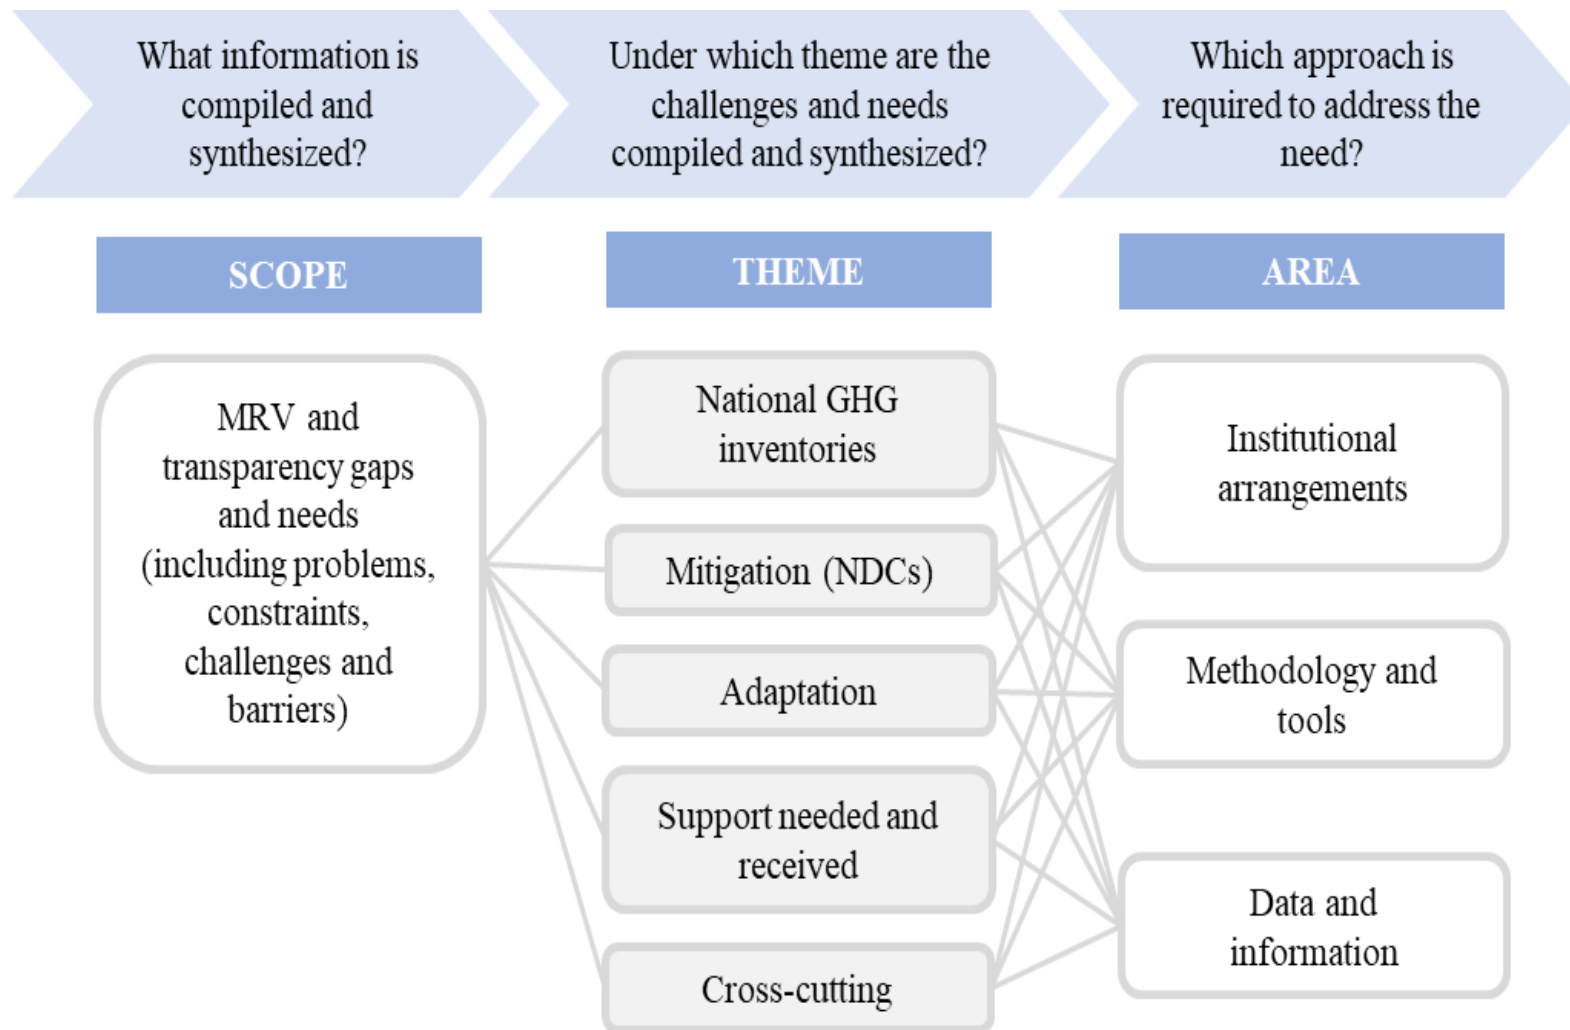 What information is
compiled and
synthesized?
Under which theme are the
challenges and needs
compiled and synthesized?
Which approach is
required to address the
need?
SCOPE
THEME
AREA
MRV and
transparency gaps
and needs
(including problems,
constraints,
challenges and
barriers)
National GHG
inventories
Mitigation (NDCs)
Adaptation
Support needed and
received
Cross-cutting
Institutional
arrangements
Methodology and
tools
Data and
information